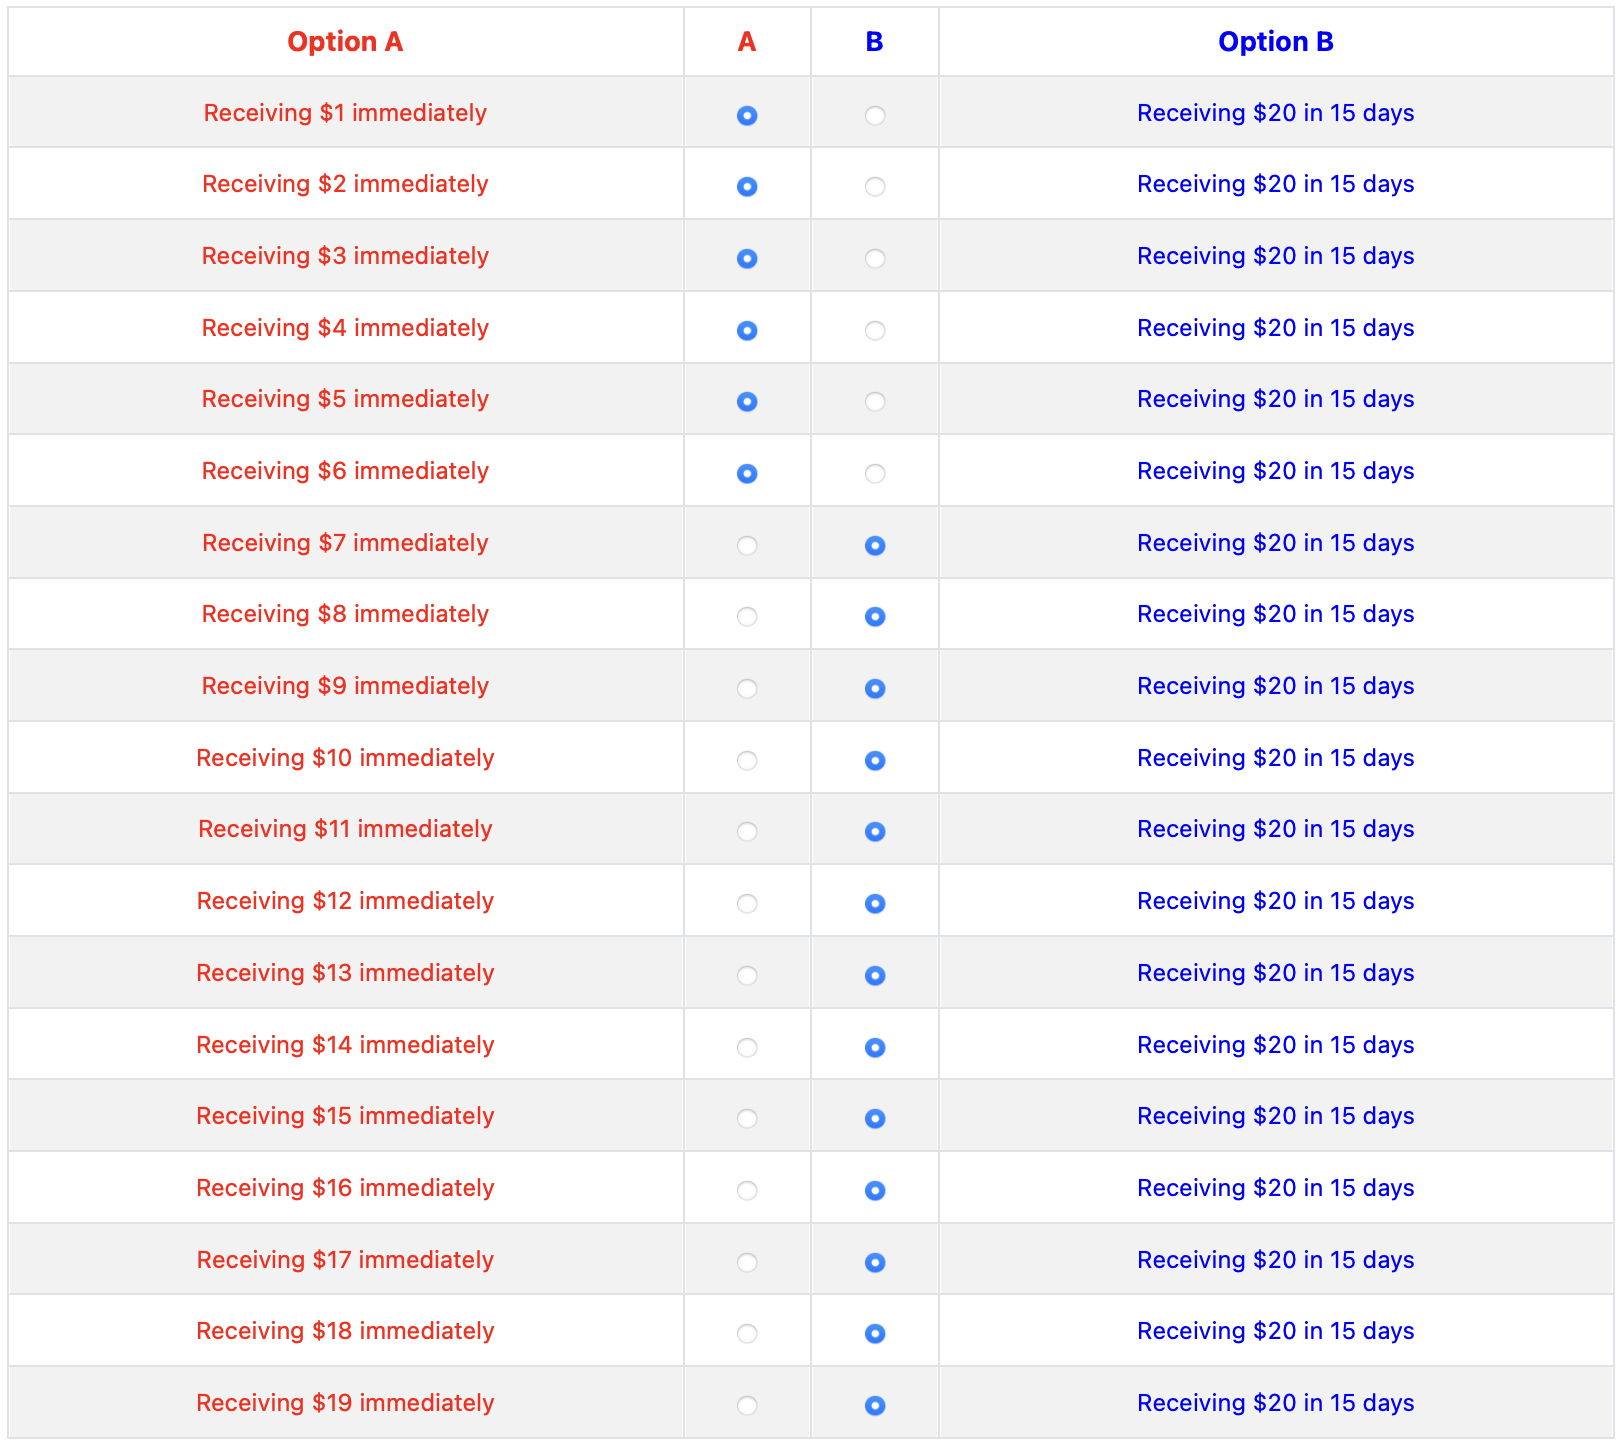 Option A A B Option B
Receiving $1 immediately Receiving $20 in 15 days
Receiving $2 immediately Receiving $20 in 15 days
Receiving $3 immediately Receiving $20 in 15 days
Receiving $4 immediately Receiving $20 in 15 days
Receiving $5 immediately Receiving $20 in 15 days
Receiving $6 immediately Receiving $20 in 15 days
Receiving $7 immediately Receiving $20 in 15 days
Receiving $8 immediately Receiving $20 in 15 days
Receiving $9 immediately Receiving $20 in 15 days
Receiving $10 immediately Receiving $20 in 15 days
Receiving $11 immediately Receiving $20 in 15 days
Receiving $12 immediately Receiving $20 in 15 days
Receiving $13 immediately Receiving $20 in 15 days
Receiving $14 immediately Receiving $20 in 15 days
Receiving $15 immediately Receiving $20 in 15 days
Receiving $16 immediately Receiving $20 in 15 days
Receiving $17 immediately Receiving $20 in 15 days
Receiving $18 immediately Receiving $20 in 15 days
Receiving $19 immediately Receiving $20 in 15 days